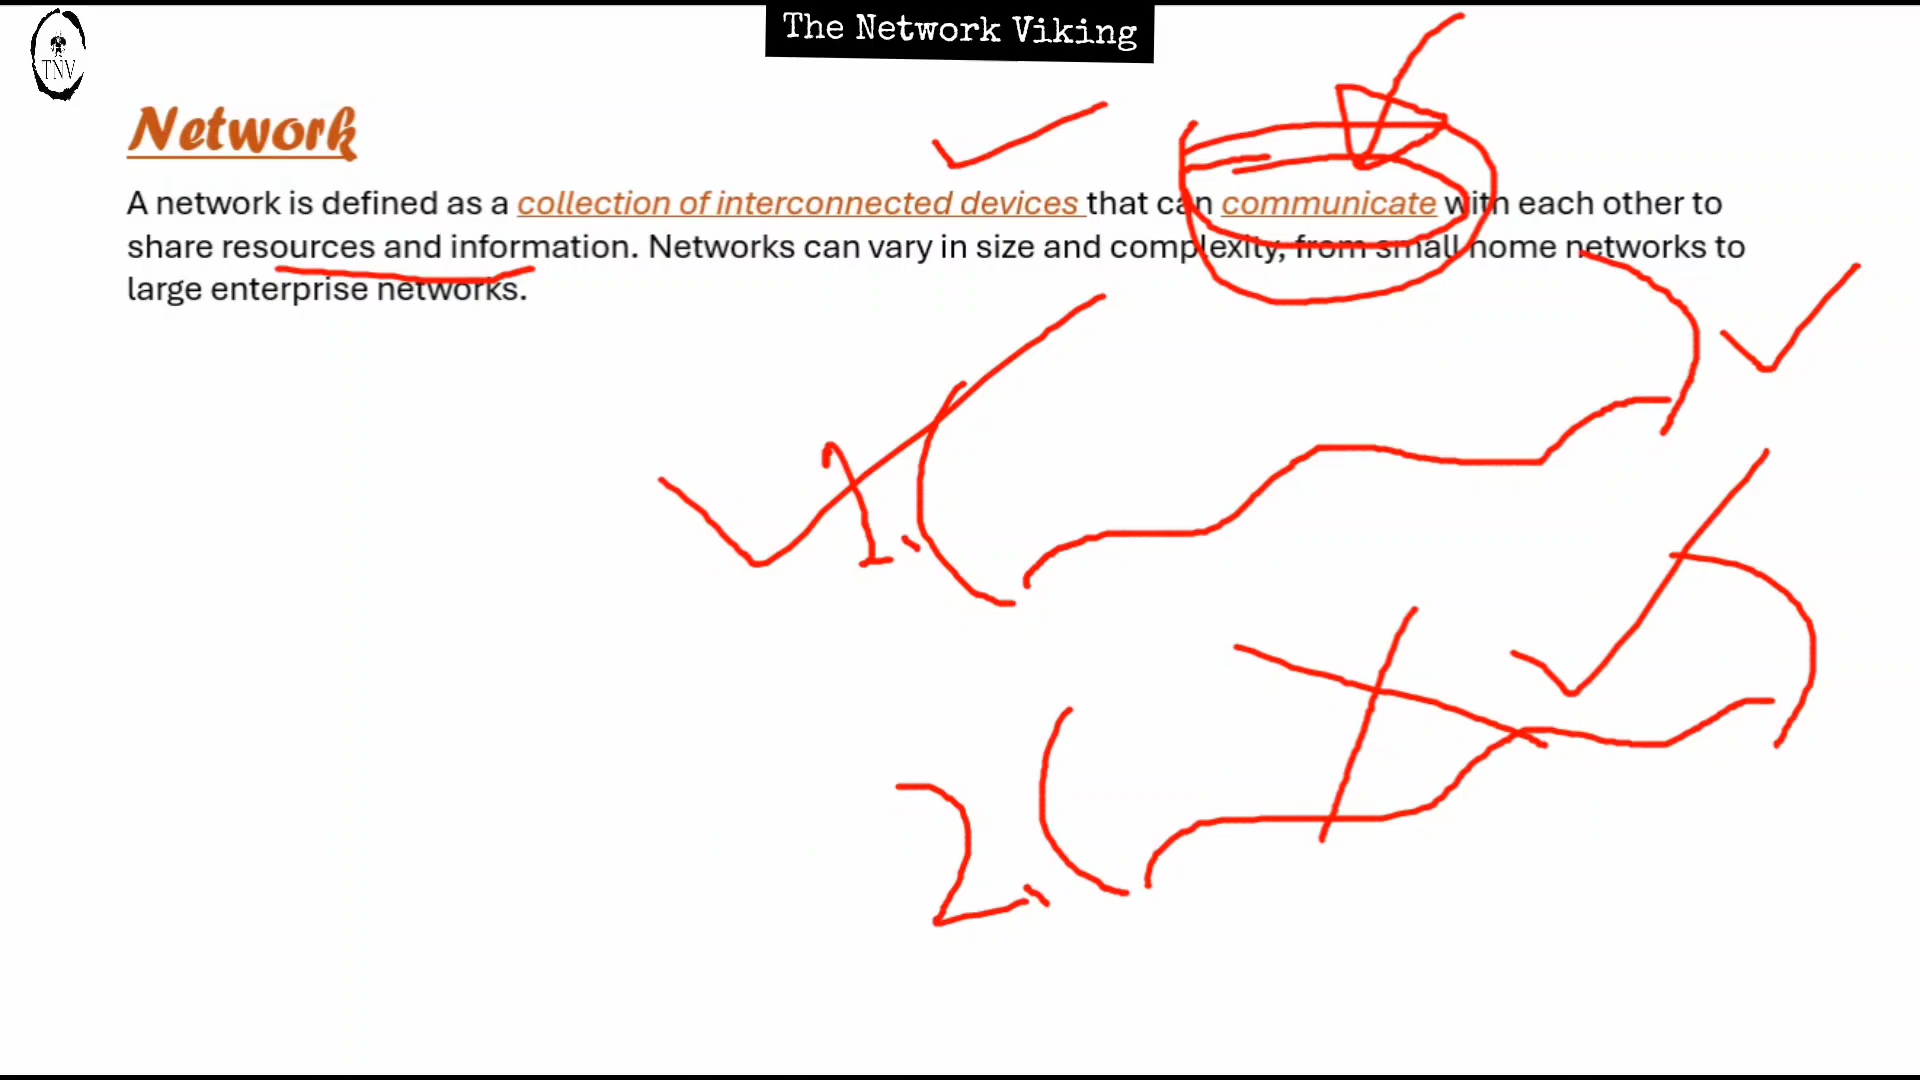 The Network Viking
TNV
Network
A network is defined as a collection of interconnected devices that can communicate with each other to
share resources and information. Networks can vary in size and complexity, from small home networks to
large enterprise networks.
1.
2.